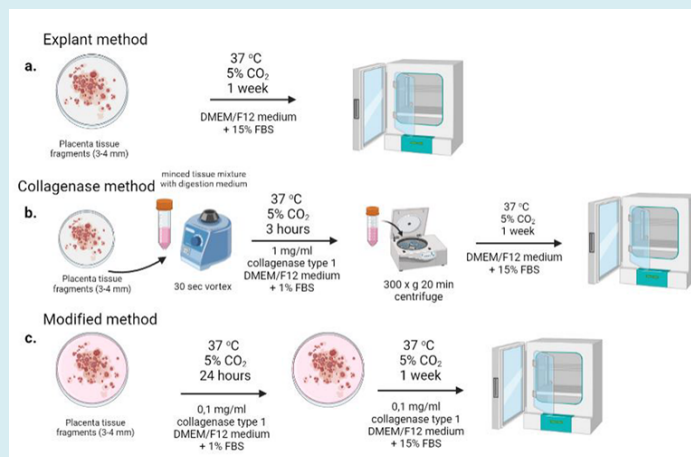 Explant method
a.
37 °C
5% CO₂
1 week
DMEM/F12 medium
+ 15% FBS
Placenta tissue
fragments (3-4 mm)
Collagenase method
minced tissue mixture
with digestion medium
b.
37 °C
5% CO₂
3 hours
1 mg/ml
collagenase type 1
DMEM/F12 medium
+ 1% FBS
37 °C
5% CO₂
1 week
DMEM/F12 medium
+ 15% FBS
Placenta tissue
fragments (3-4 mm)
30 sec vortex
300 x g 20 min
centrifuge
Modified method
c.
37 °C
5% CO₂
24 hours
0,1 mg/ml
collagenase type 1
DMEM/F12 medium
+ 1% FBS
37 °C
5% CO₂
1 week
0,1 mg/ml
collagenase type 1
DMEM/F12 medium
+ 15% FBS
Placenta tissue
fragments (3-4 mm)